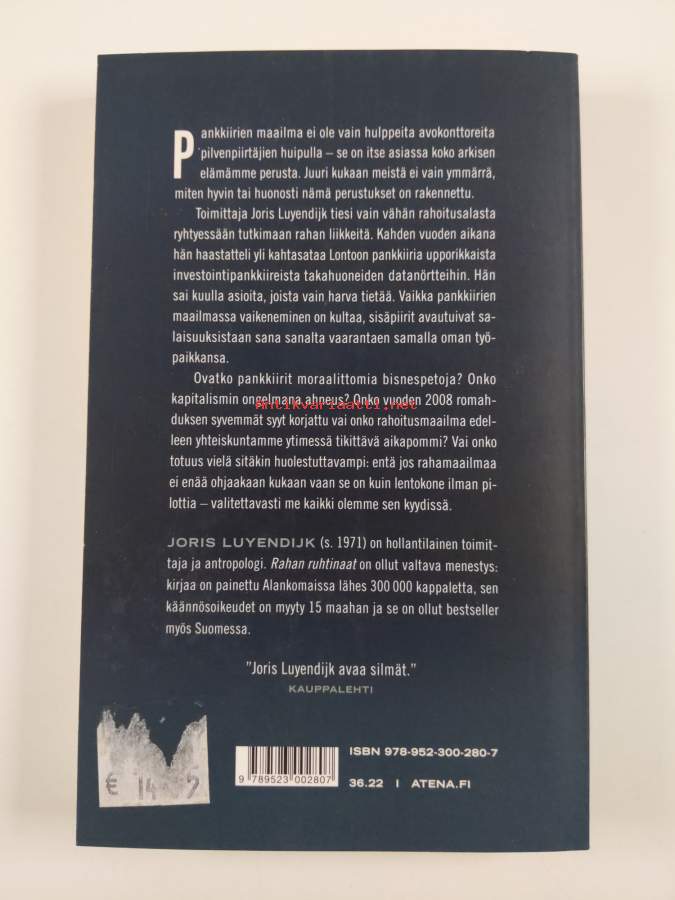 Pankkiirien maailma ei ole vain hulppeita avokonttoreita
pilvenpiirtäjien huipulla – se on itse asiassa koko arkisen
elämämme perusta. Juuri kukaan meistä ei vain ymmärrä,
miten hyvin tai huonosti nämä perustukset on rakennettu.
Toimittaja Joris Luyendijk tiesi vain vähän rahoitusalasta
ryhtyessään tutkimaan rahan liikkeitä. Kahden vuoden aikana
hän haastatteli yli kahtasataa Lontoon pankkiiria upporikkaista
investointipankkiireista takahuoneiden datanörtteihin. Hän
sai kuulla asioita, joista vain harva tietää. Vaikka pankkiirien
maailmassa vaikeneminen on kultaa, sisäpiirit avautuivat sa-
laisuuksistaan sana sanalta vaarantaen samalla oman työ-
paikkansa.
Ovatko pankkiirit moraalittomia bisnespetoja? Onko
kapitalismin ongelmana ahneus? Onko vuoden 2008 romah-
Antikvariaatti.net
duksen syvemmät syyt korjattu vai onko rahoitusmaailma edel-
leen yhteiskuntamme ytimessä tikittävä aikapommi? Vai onko
totuus vielä sitäkin huolestuttavampi: entä jos rahamaailmaa
ei enää ohjaakaan kukaan vaan se on kuin lentokone ilman pi-
lottia – valitettavasti me kaikki olemme sen kyydissä.
JORIS LUYENDIJK (s. 1971) on hollantilainen toimit-
taja ja antropologi. Rahan ruhtinaat on ollut valtava menestys:
kirjaa on painettu Alankomaissa lähes 300 000 kappaletta, sen
käännösoikeudet on myyty 15 maahan ja se on ollut bestseller
myös Suomessa.
"Joris Luyendijk avaa silmät."
KAUPPALEHTI
€ 14
ISBN 978-952-300-280-7
9 789523 002807
36.22 | ATENA.FI